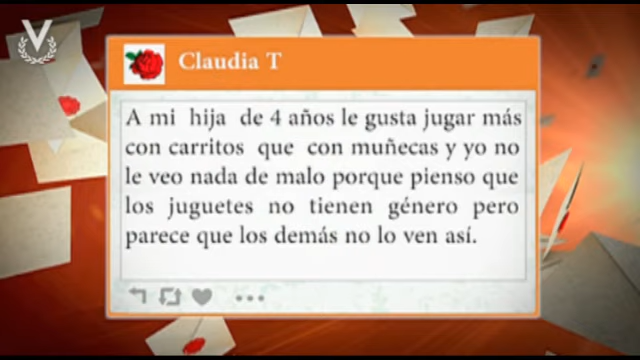 V
Claudia T
A mi hija de 4 años le gusta jugar más
con carritos que con muñecas y yo no
le veo nada de malo porque pienso que
los juguetes no tienen género pero
parece que los demás no lo ven así.